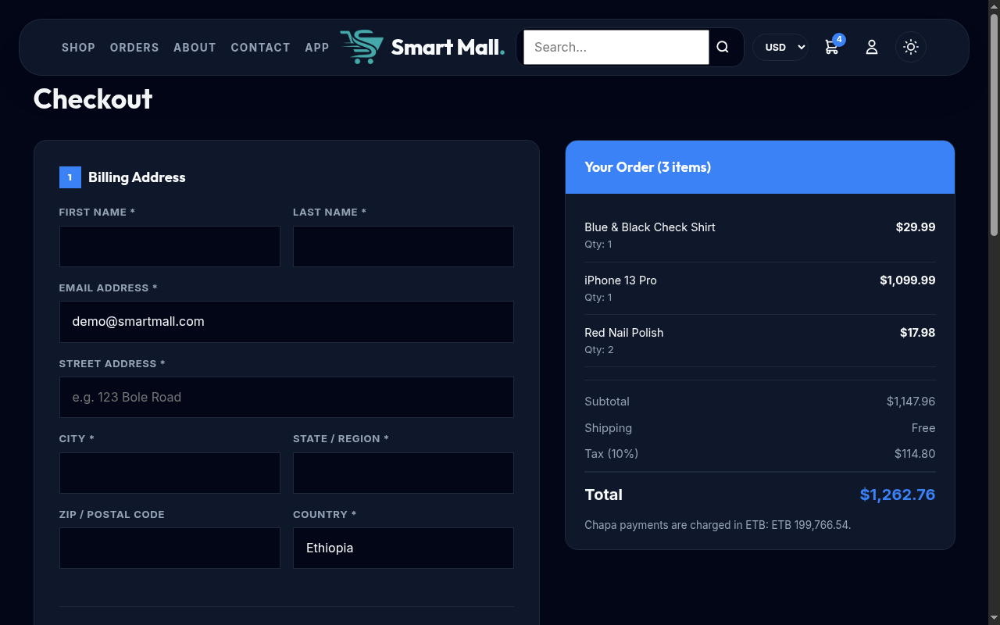 SHOP ORDERS ABOUT CONTACT APP Smart Mall. Search... USD 4
Checkout
1 Billing Address
FIRST NAME * LAST NAME *
EMAIL ADDRESS *
demo@smartmall.com
STREET ADDRESS *
e.g. 123 Bole Road
CITY * STATE / REGION *
ZIP / POSTAL CODE COUNTRY *
Ethiopia
Your Order (3 items)
Blue & Black Check Shirt $29.99
Qty: 1
iPhone 13 Pro $1,099.99
Qty: 1
Red Nail Polish $17.98
Qty: 2
Subtotal $1,147.96
Shipping Free
Tax (10%) $114.80
Total $1,262.76
Chapa payments are charged in ETB: ETB 199,766.54.